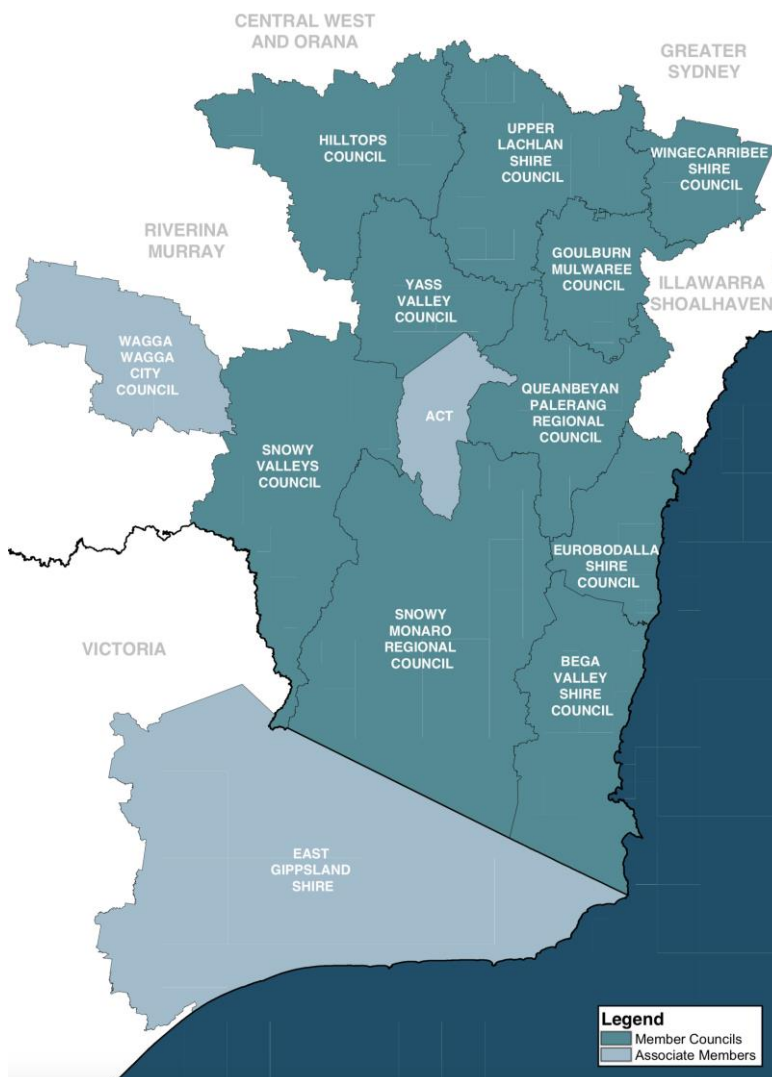 CENTRAL WEST
AND ORANA
GREATER
SYDNEY
HILLTOPS
COUNCIL
UPPER
LACHLAN
SHIRE
COUNCIL
WINGECARRIBEE
SHIRE
COUNCIL
RIVERINA
MURRAY
YASS
VALLEY
COUNCIL
GOULBURN
MULWAREE
COUNCIL
ILLAWARRA
SHOALHAVEN
WAGGA
WAGGA
CITY
COUNCIL
ACT
QUEANBEYAN
PALERANG
REGIONAL
COUNCIL
SNOWY
VALLEYS
COUNCIL
EUROBODALLA
SHIRE
COUNCIL
SNOWY
MONARO
REGIONAL
COUNCIL
VICTORIA
BEGA
VALLEY
SHIRE
COUNCIL
EAST
GIPPSLAND
SHIRE
Legend
Member Councils
Associate Members